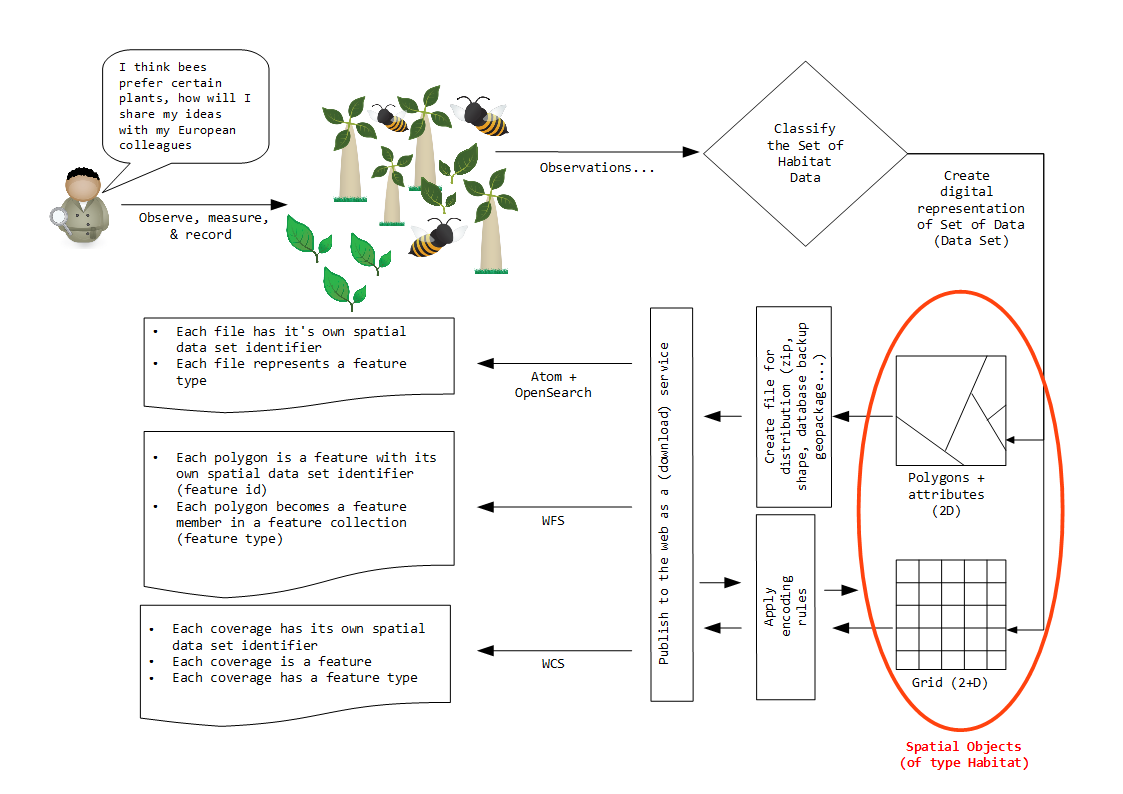 I think bees
prefer certain
plants, how will I
share my ideas
with my European
colleagues
Observe, measure,
& record
Observations...
Classify
the Set of
Habitat
Data
Create
digital
representation
of Set of Data
(Data Set)
• Each file has it's own spatial
data set identifier
• Each file represents a feature
type
Atom +
OpenSearch
• Each polygon is a feature with its
own spatial data set identifier
(feature id)
• Each polygon becomes a feature
member in a feature collection
(feature type)
WFS
• Each coverage has its own spatial
data set identifier
• Each coverage is a feature
• Each coverage has a feature type
WCS
Publish to the web as a (download) service
Create file for
distribution (zip,
shape, database backup
geopackage...)
Apply
encoding
rules
Polygons +
attributes
(2D)
Grid (2+D)
Spatial Objects
(of type Habitat)